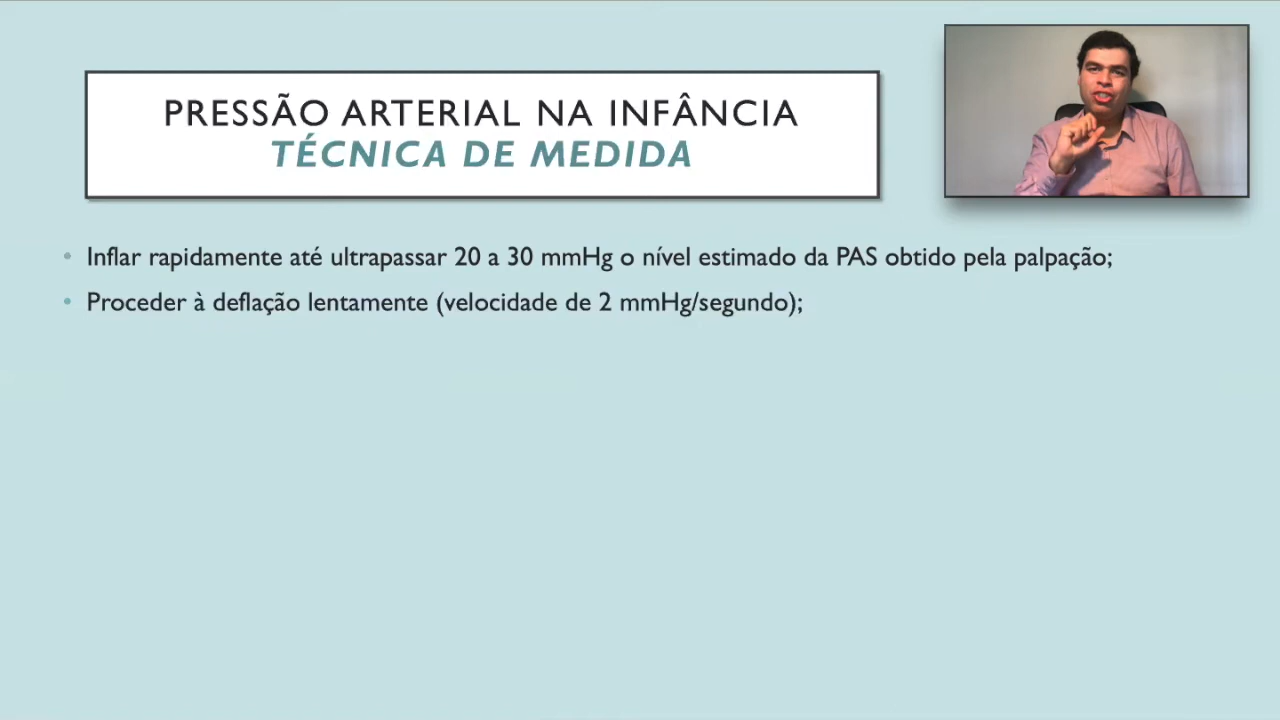 PRESSÃO ARTERIAL NA INFÂNCIA
TÉCNICA DE MEDIDA
• Inflar rapidamente até ultrapassar 20 a 30 mmHg o nível estimado da PAS obtido pela palpação;
• Proceder à deflação lentamente (velocidade de 2 mmHg/segundo);